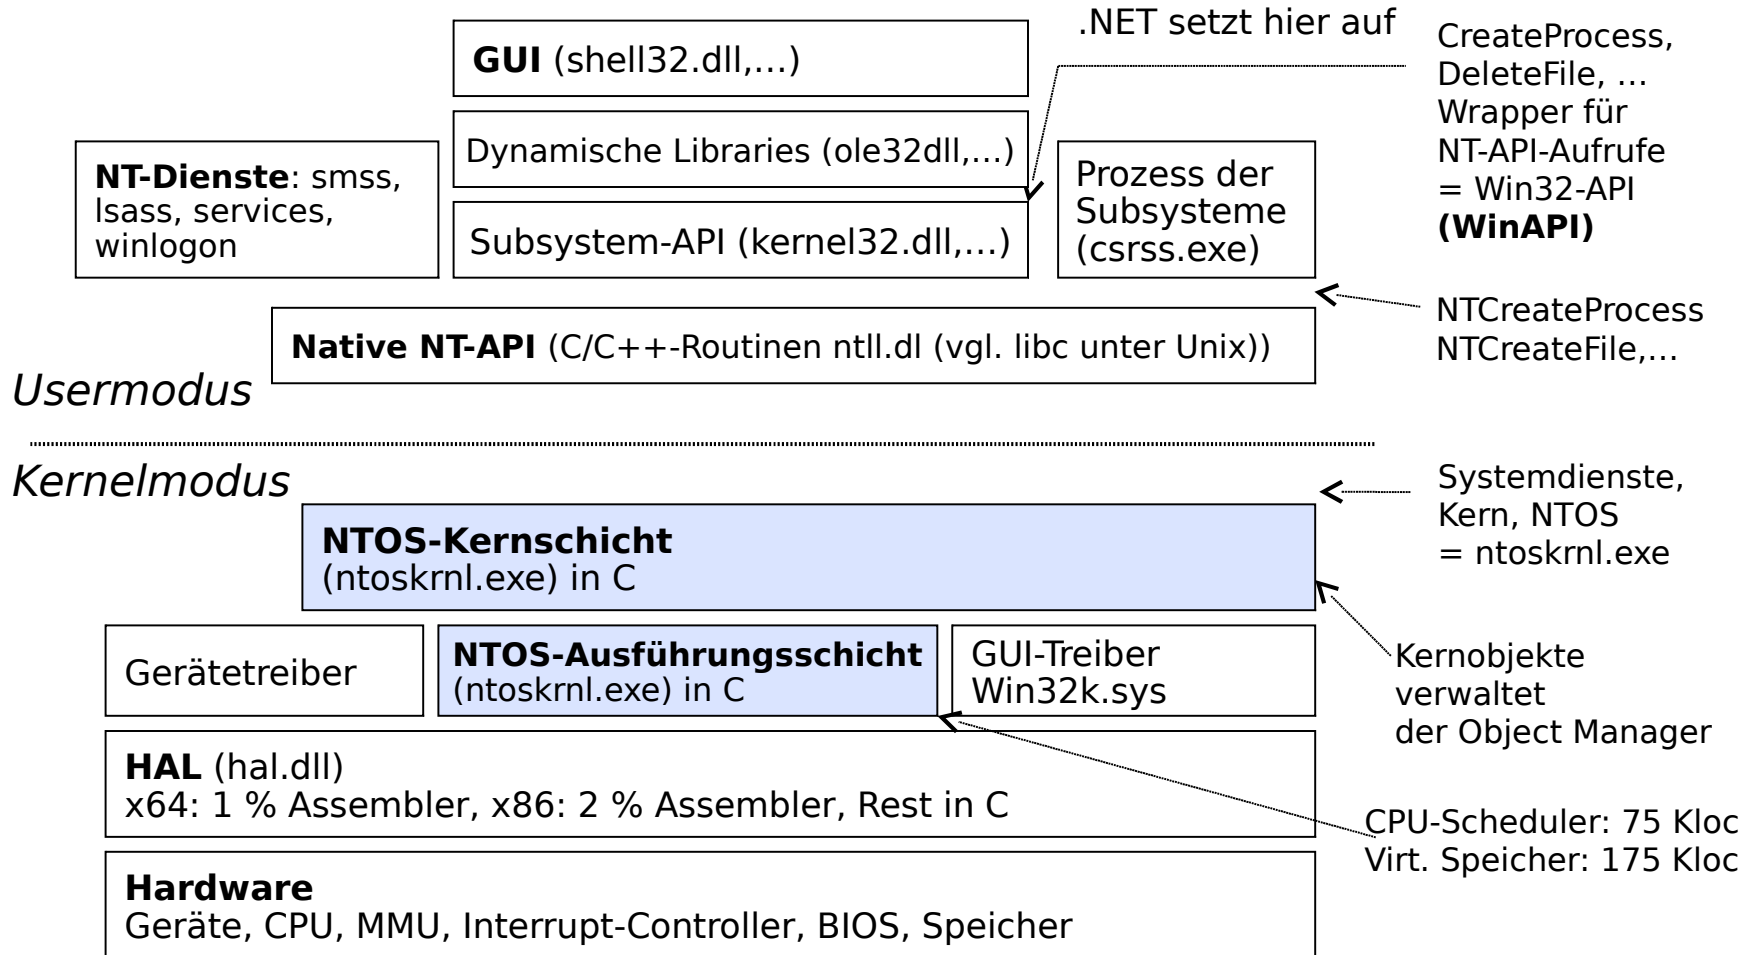 .NET setzt hier auf
GUI (shell32.dll,...)
CreateProcess,
DeleteFile, ...
Wrapper für
NT-API-Aufrufe
= Win32-API
(WinAPI)
Dynamische Libraries (ole32dll,...)
NT-Dienste: smss,
lsass, services,
winlogon
Subsystem-API (kernel32.dll,...)
Prozess der
Subsysteme
(csrss.exe)
NTCreateProcess
NTCreateFile,...
Native NT-API (C/C++-Routinen ntll.dl (vgl. libc unter Unix))
Usermodus
Kernelmodus
Systemdienste,
Kern, NTOS
= ntoskrnl.exe
NTOS-Kernschicht
(ntoskrnl.exe) in C
Gerätetreiber
NTOS-Ausführungsschicht
(ntoskrnl.exe) in C
GUI-Treiber
Win32k.sys
Kernobjekte
verwaltet
der Object Manager
HAL (hal.dll)
x64: 1 % Assembler, x86: 2 % Assembler, Rest in C
CPU-Scheduler: 75 Kloc
Virt. Speicher: 175 Kloc
Hardware
Geräte, CPU, MMU, Interrupt-Controller, BIOS, Speicher